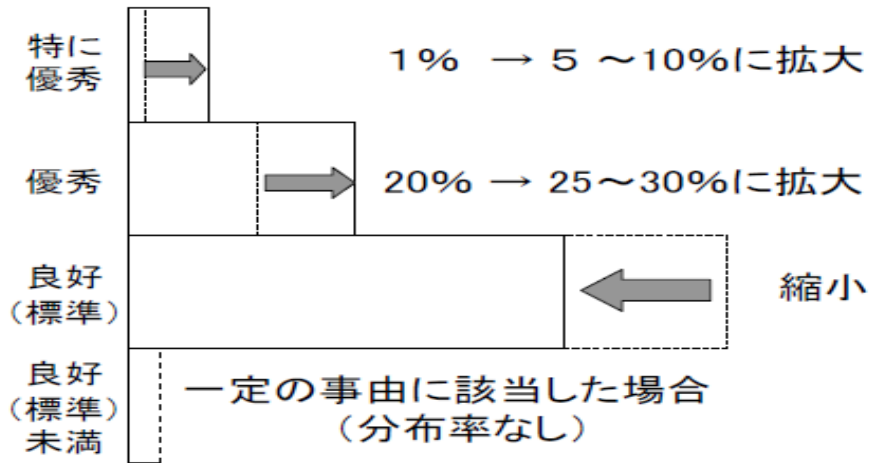 特に
優秀
1% → 5 ~10%に拡大
優秀
20% → 25~30%に拡大
良好
(標準)
縮小
良好
(標準)
未満
一定の事由に該当した場合
(分布率なし)